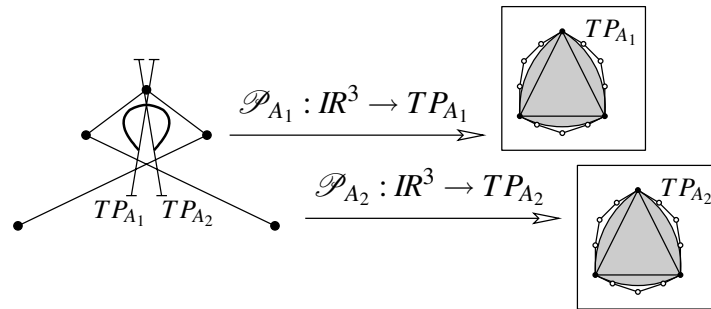 TP_{A_1}
𝒫_{A_1} : IR^3 → TP_{A_1}
𝒫_{A_2} : IR^3 → TP_{A_2}
TP_{A_1} TP_{A_2}
TP_{A_2}